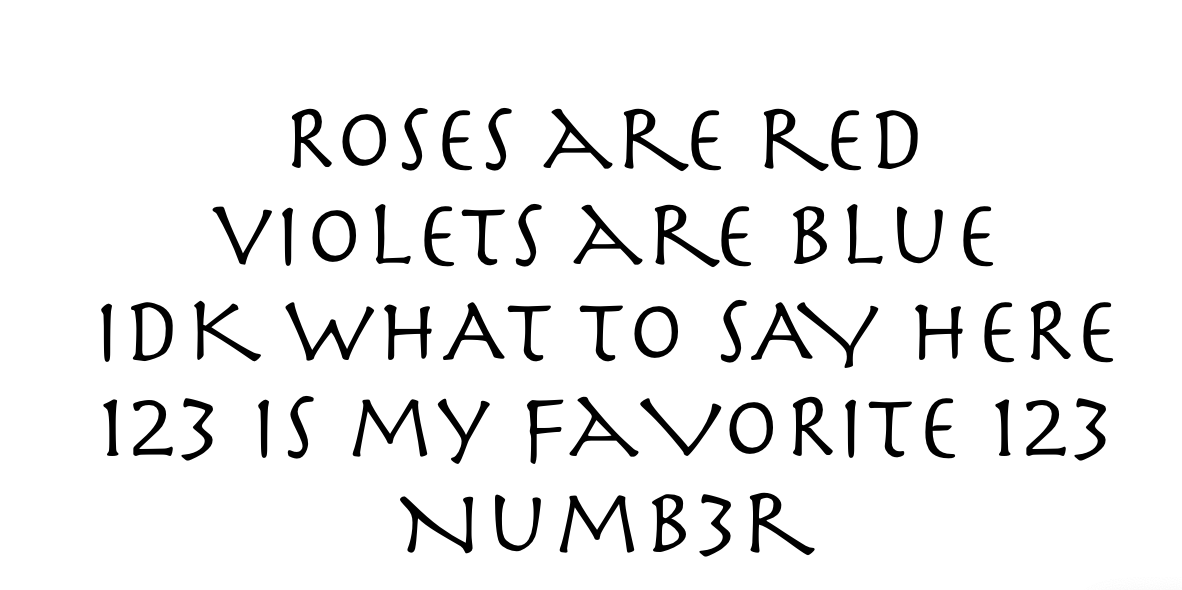 ROSES ARE RED
VIOLETS ARE BLUE
IDK WHAT TO SAY HERE
123 IS MY FAVORITE 123
NUMB3R